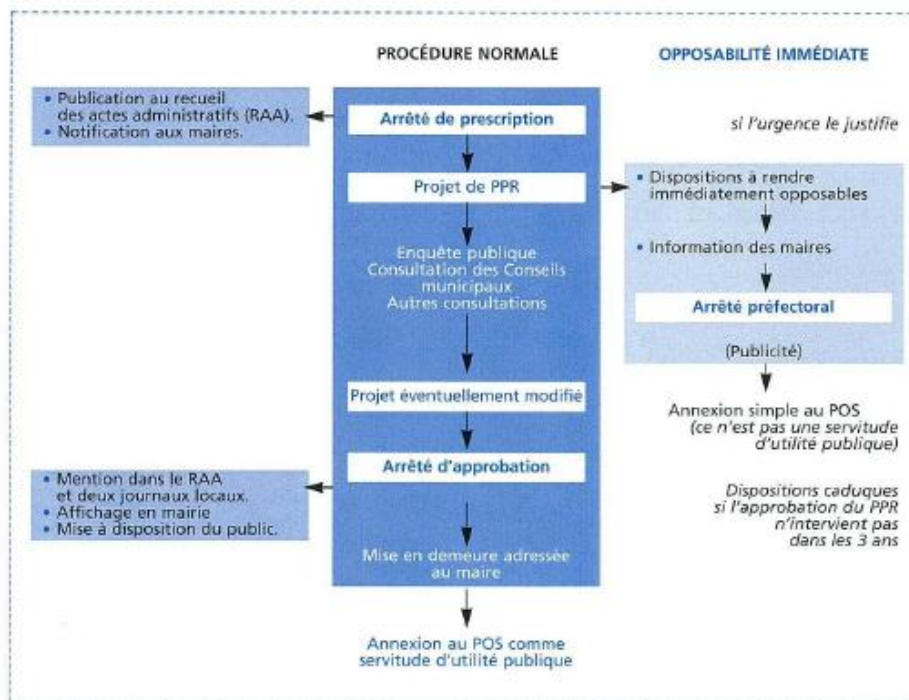 PROCÉDURE NORMALE
OPPOSABILITÉ IMMÉDIATE
• Publication au recueil
des actes administratifs (RAA).
• Notification aux maires.
Arrêté de prescription
si l'urgence le justifie
Projet de PPR
• Dispositions à rendre
immédiatement opposables
Enquête publique
Consultation des Conseils
municipaux
Autres consultations
• Information des maires
Arrêté préfectoral
(Publicité)
Projet éventuellement modifié
Annexion simple au POS
(ce n'est pas une servitude
d'utilité publique)
Arrêté d'approbation
• Mention dans le RAA
et deux journaux locaux.
• Affichage en mairie
• Mise à disposition du public.
Dispositions caduques
si l'approbation du PPR
n'intervient pas
dans les 3 ans
Mise en demeure adressée
au maire
Annexion au POS comme
servitude d'utilité publique